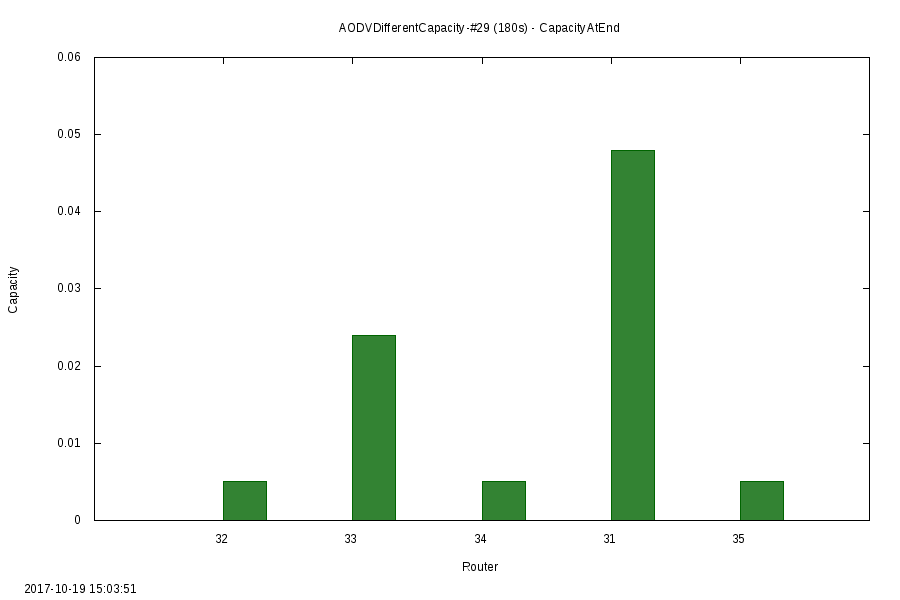 AODVDifferentCapacity-#29 (180s) - CapacityAtEnd
0.06
0.05
0.04
0.03
0.02
0.01
0
Capacity
32 33 34 31 35
Router
2017-10-19 15:03:51